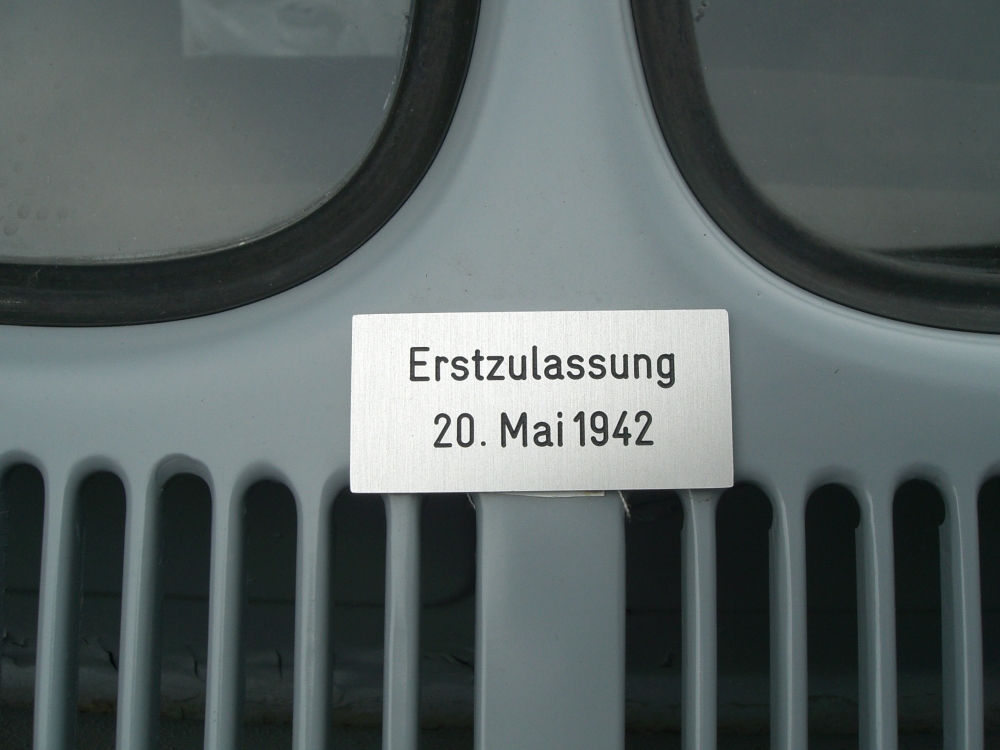 Erstzulassung
20. Mai 1942